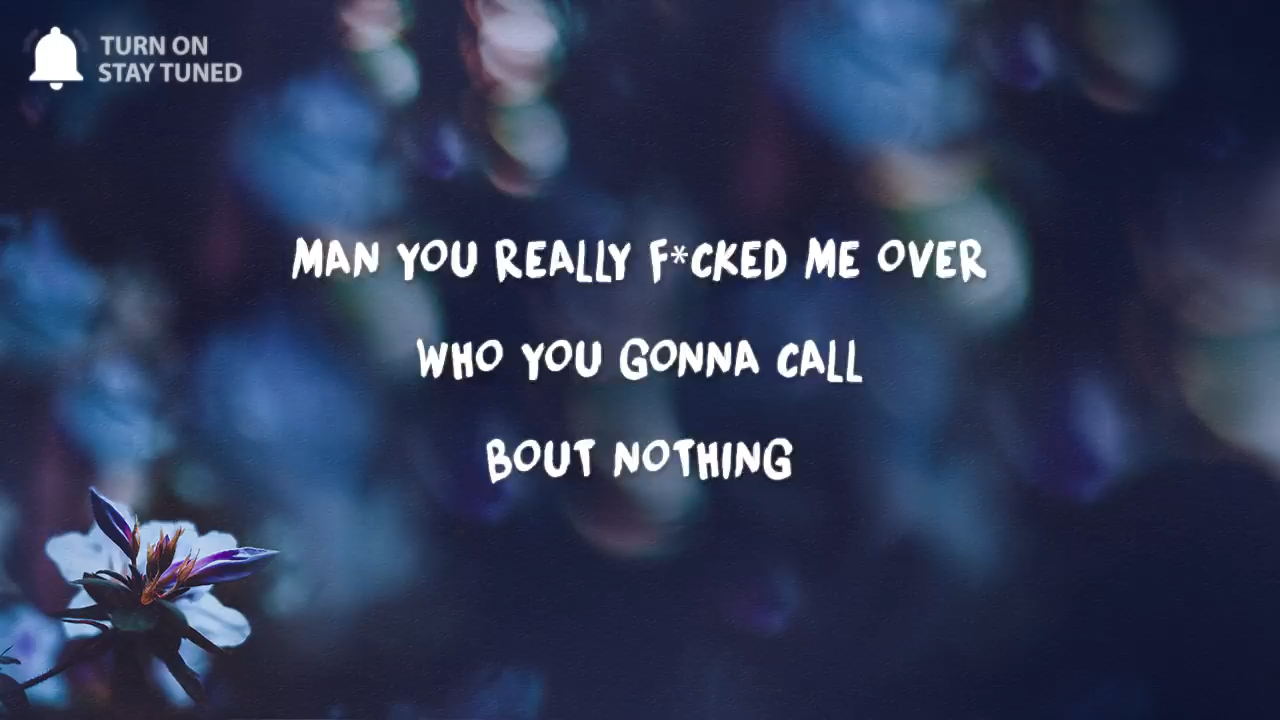 TURN ON
STAY TUNED
MAN YOU REALLY F*CKED ME OVER
WHO YOU GONNA CALL
BOUT NOTHING